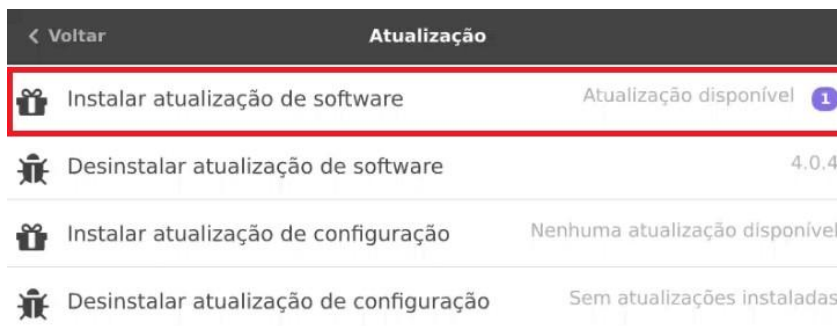 Voltar
Atualização
Instalar atualização de software
Atualização disponível 1
Desinstalar atualização de software
4.0.4
Instalar atualização de configuração
Nenhuma atualização disponível
Desinstalar atualização de configuração
Sem atualizações instaladas